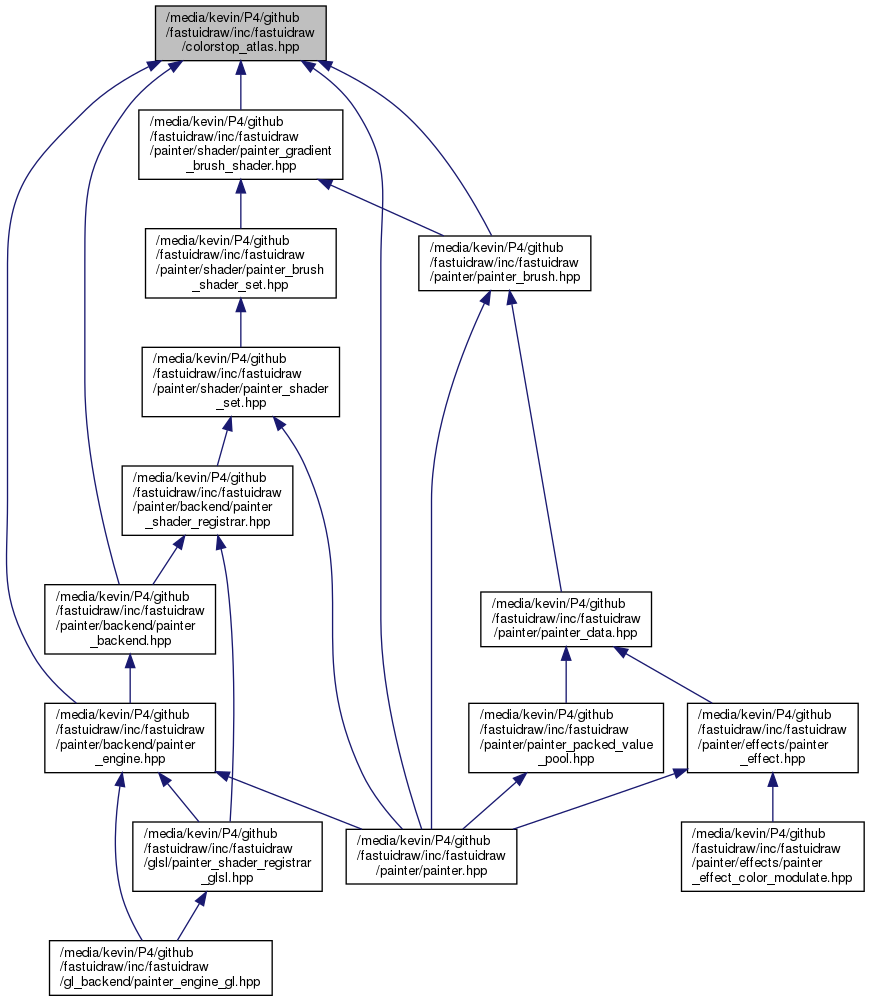 /media/kevin/P4/github
/fastuidraw/inc/fastuidraw
/colorstop_atlas.hpp
/media/kevin/P4/github
/fastuidraw/inc/fastuidraw
/painter/shader/painter_gradient
_brush_shader.hpp
/media/kevin/P4/github
/fastuidraw/inc/fastuidraw
/painter/shader/painter_brush
_shader_set.hpp
/media/kevin/P4/github
/fastuidraw/inc/fastuidraw
/painter/painter_brush.hpp
/media/kevin/P4/github
/fastuidraw/inc/fastuidraw
/painter/shader/painter_shader
_set.hpp
/media/kevin/P4/github
/fastuidraw/inc/fastuidraw
/painter/backend/painter
_shader_registrar.hpp
/media/kevin/P4/github
/fastuidraw/inc/fastuidraw
/painter/backend/painter
_backend.hpp
/media/kevin/P4/github
/fastuidraw/inc/fastuidraw
/painter/painter_data.hpp
/media/kevin/P4/github
/fastuidraw/inc/fastuidraw
/painter/backend/painter
_engine.hpp
/media/kevin/P4/github
/fastuidraw/inc/fastuidraw
/painter/painter_packed_value
_pool.hpp
/media/kevin/P4/github
/fastuidraw/inc/fastuidraw
/painter/effects/painter
_effect.hpp
/media/kevin/P4/github
/fastuidraw/inc/fastuidraw
/glsl/painter_shader_registrar
_glsl.hpp
/media/kevin/P4/github
/fastuidraw/inc/fastuidraw
/painter/painter.hpp
/media/kevin/P4/github
/fastuidraw/inc/fastuidraw
/painter/effects/painter
_effect_color_modulate.hpp
/media/kevin/P4/github
/fastuidraw/inc/fastuidraw
/gl_backend/painter_engine_gl.hpp